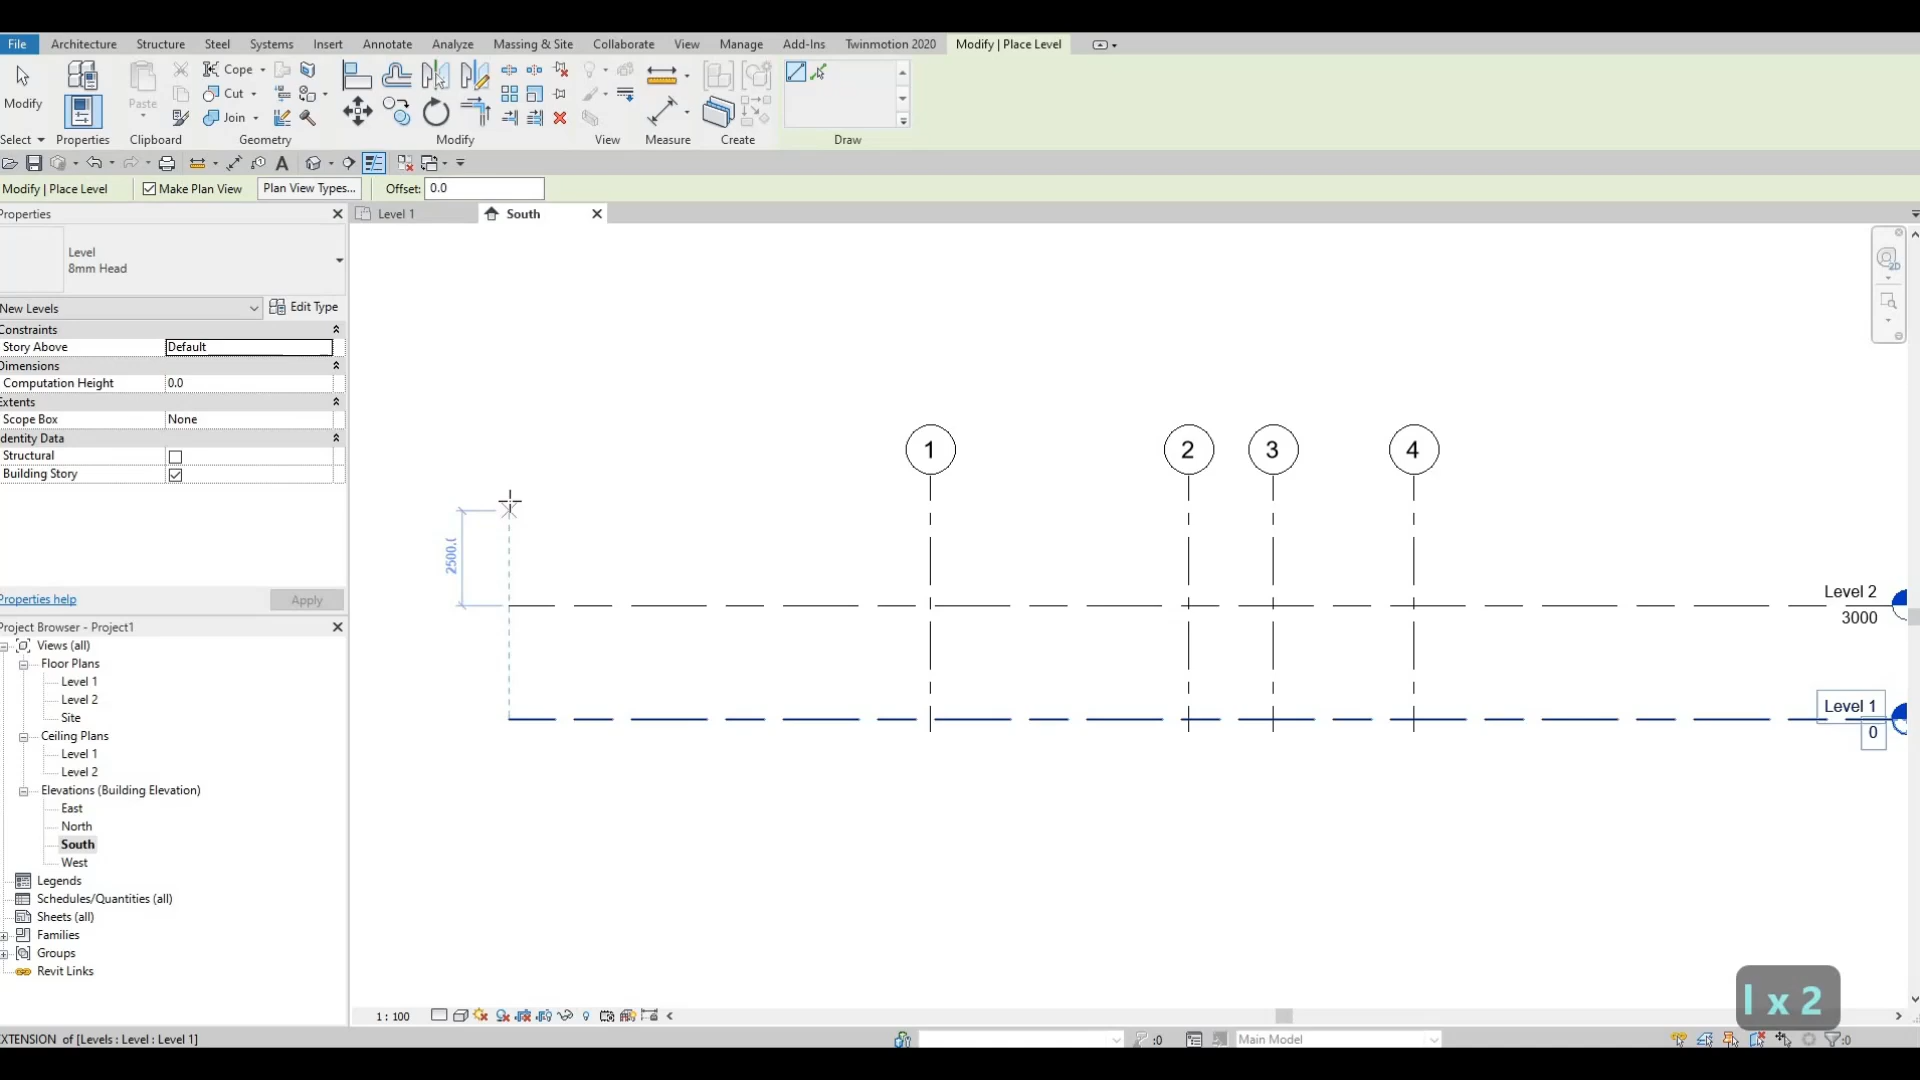 File Architecture Structure Steel Systems Insert Annotate Analyze Massing & Site Collaborate View Manage Add-Ins Twinmotion 2020 Modify | Place Level
Modify
Paste
Cope
Cut
Join
Select Properties Clipboard Geometry Modify View Measure Create Draw
Modify | Place Level Make Plan View Plan View Types... Offset: 0.0
Properties
Level 1
South
Level
8mm Head
New Levels Edit Type
Constraints
Story Above Default
Dimensions
Computation Height 0.0
Extents
Scope Box None
dentity Data
Structural
Building Story
Properties help Apply
Project Browser - Project1
Views (all)
Floor Plans
Level 1
Level 2
Site
Ceiling Plans
Level 1
Level 2
Elevations (Building Elevation)
East
North
South
West
Legends
Schedules/Quantities (all)
Sheets (all)
Families
Groups
Revit Links
1 2 3 4
2500.(
Level 2
3000
Level 1
0
2D
l x 2
1 : 100
EXTENSION of [Levels : Level : Level 1]
:0
Main Model
:0